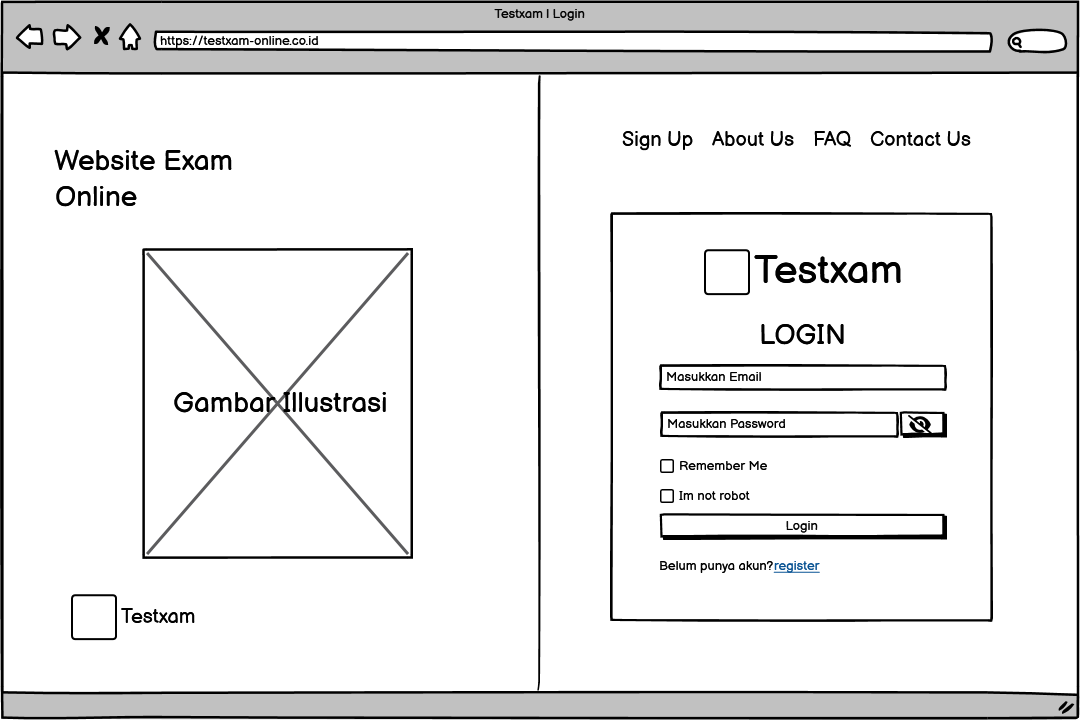 Testxam | Login
https://testxam-online.co.id
Website Exam
Online
Gambar Illustrasi
Testxam
Sign Up About Us FAQ Contact Us
Testxam
LOGIN
Masukkan Email
Masukkan Password
Remember Me
Im not robot
Login
Belum punya akun?register